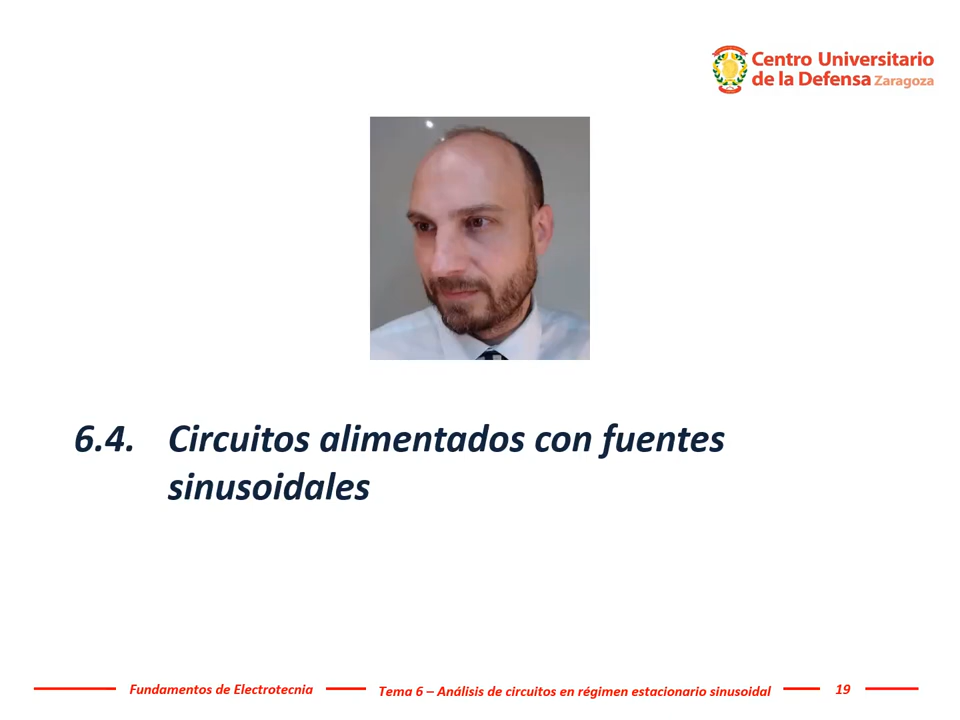 Centro Universitario
de la Defensa Zaragoza
6.4. Circuitos alimentados con fuentes
sinusoidales
Fundamentos de Electrotecnia
Tema 6 – Análisis de circuitos en régimen estacionario sinusoidal
19